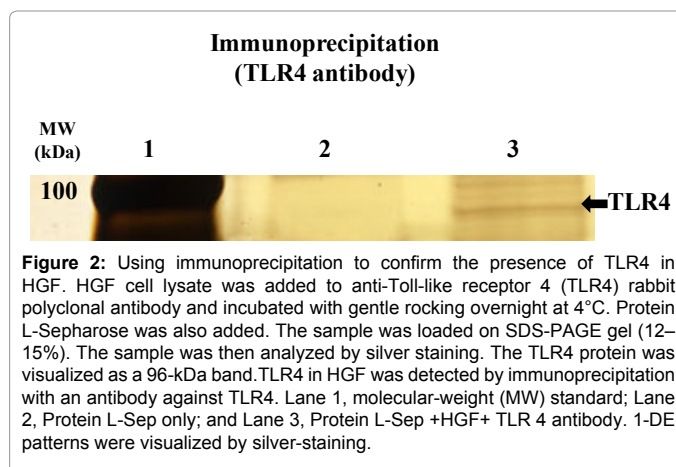 Immunoprecipitation
(TLR4 antibody)
MW
(kDa)
1 2 3
100
TLR4
Figure 2: Using immunoprecipitation to confirm the presence of TLR4 in
HGF. HGF cell lysate was added to anti-Toll-like receptor 4 (TLR4) rabbit
polyclonal antibody and incubated with gentle rocking overnight at 4°C. Protein
L-Sepharose was also added. The sample was loaded on SDS-PAGE gel (12–
15%). The sample was then analyzed by silver staining. The TLR4 protein was
visualized as a 96-kDa band.TLR4 in HGF was detected by immunoprecipitation
with an antibody against TLR4. Lane 1, molecular-weight (MW) standard; Lane
2, Protein L-Sep only; and Lane 3, Protein L-Sep +HGF+ TLR 4 antibody. 1-DE
patterns were visualized by silver-staining.